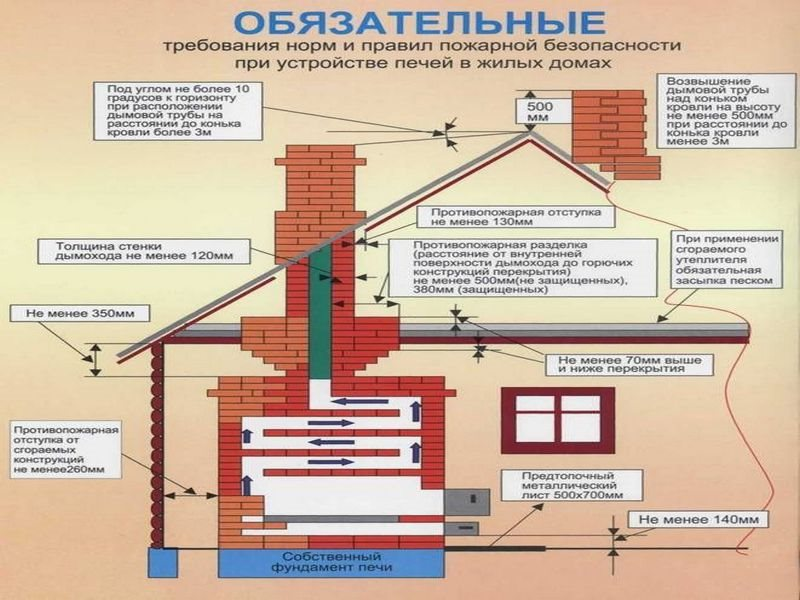 ОБЯЗАТЕЛЬНЫЕ
требования норм и правил пожарной безопасности
при устройстве печей в жилых домах
Под углом не более 10
градусов к горизонту
при расположении
дымовой трубы на
расстоянии до конька
кровли более 3м
500
мм
Возвышение
дымовой трубы
над коньком
кровли на высоту
не менее 500мм
при расстоянии до
конька кровли
менее 3м
Противопожарная отступка
не менее 130мм
Толщина стенки
дымохода не менее 120мм
Противопожарная разделка
(расстояние от внутренней
поверхности дымохода до горючих
конструкций перекрытия)
не менее 500мм(не защищенных),
380мм (защищенных)
При применении
сгораемого
утеплителя
обязательная
засыпка песком
Не менее 350мм
Не менее 70мм выше
и ниже перекрытия
Противопожарная
отступка от
сгораемых
конструкций
не менее260мм
Предтопочный
металлический
лист 500х700мм
Не менее 140мм
Собственный
фундамент печи